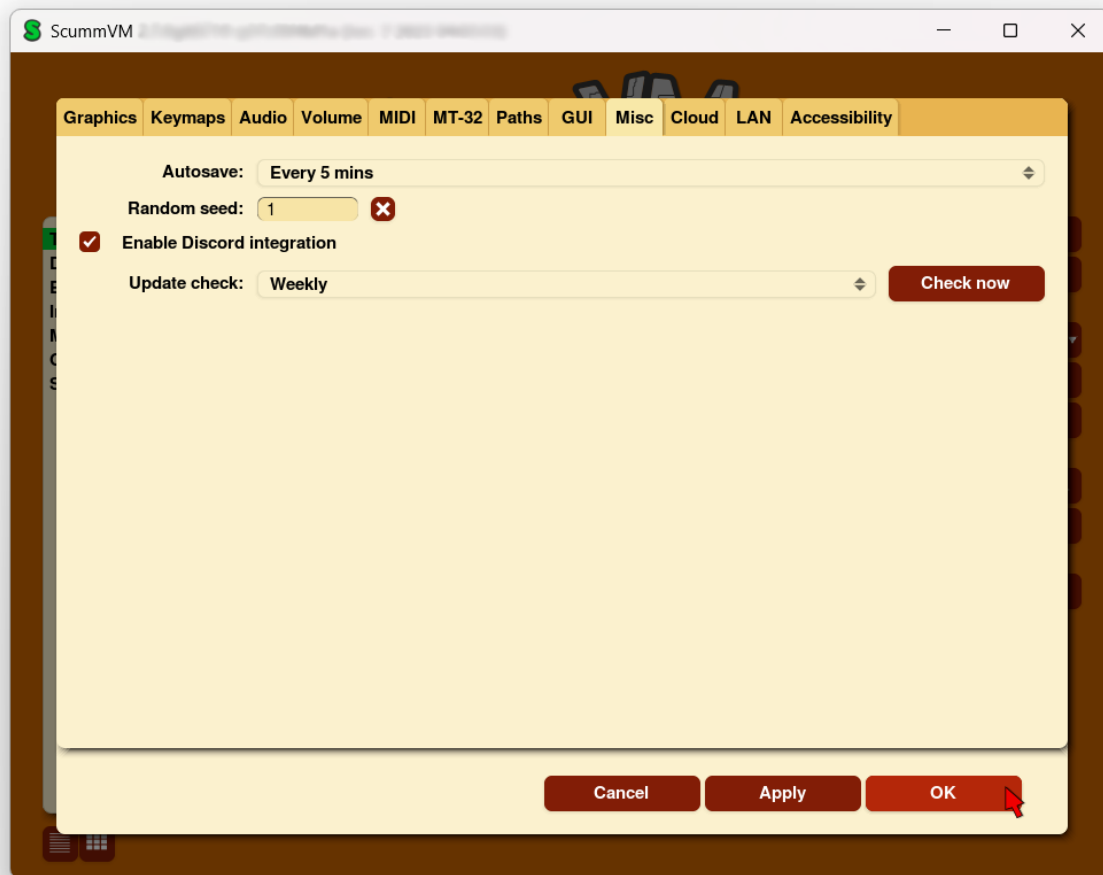 ScummVM
Graphics Keymaps Audio Volume MIDI MT-32 Paths GUI Misc Cloud LAN Accessibility
Autosave: Every 5 mins
Random seed: 1
Enable Discord integration
Update check: Weekly Check now
Cancel Apply OK